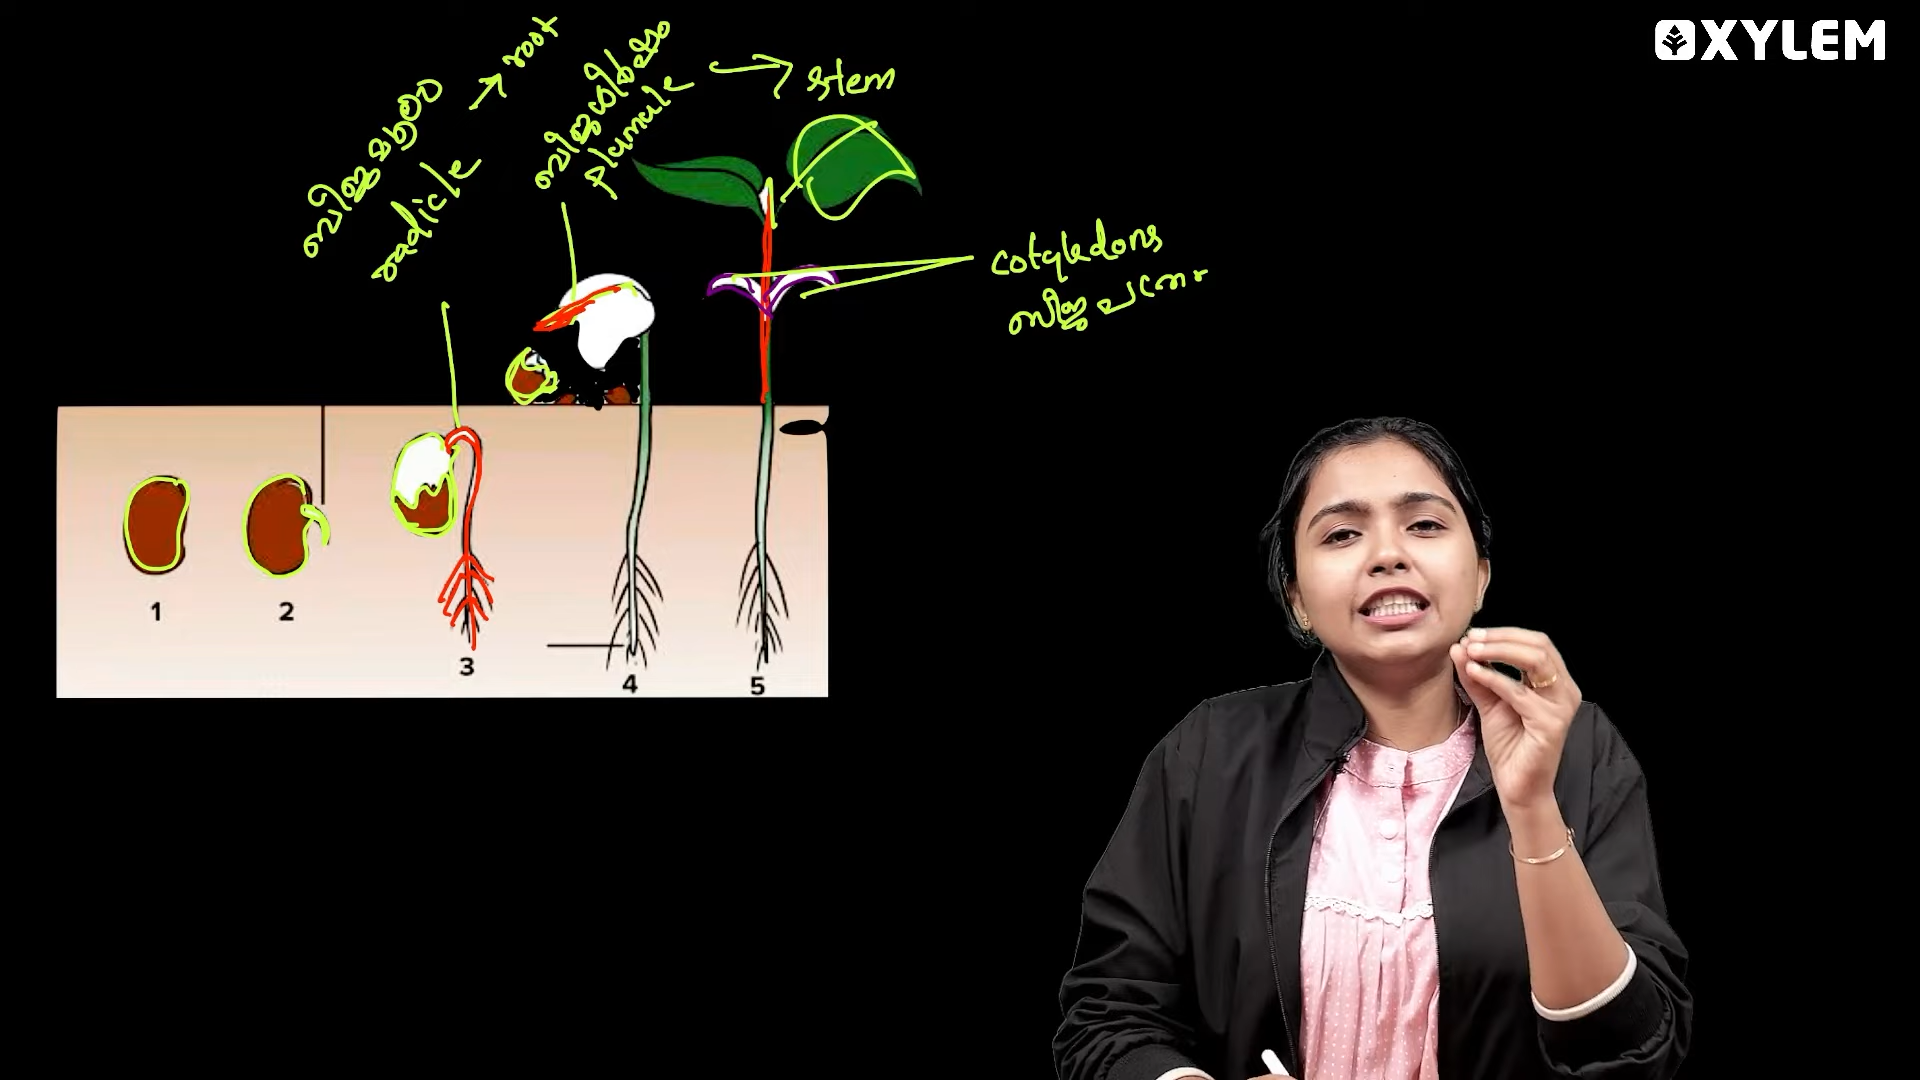 XYLEM
ബീജമൂലം → root
radicle
ബീജശീർഷം → stem
plumule
cotyledons
ബീജപത്രം
1
2
3
4
5